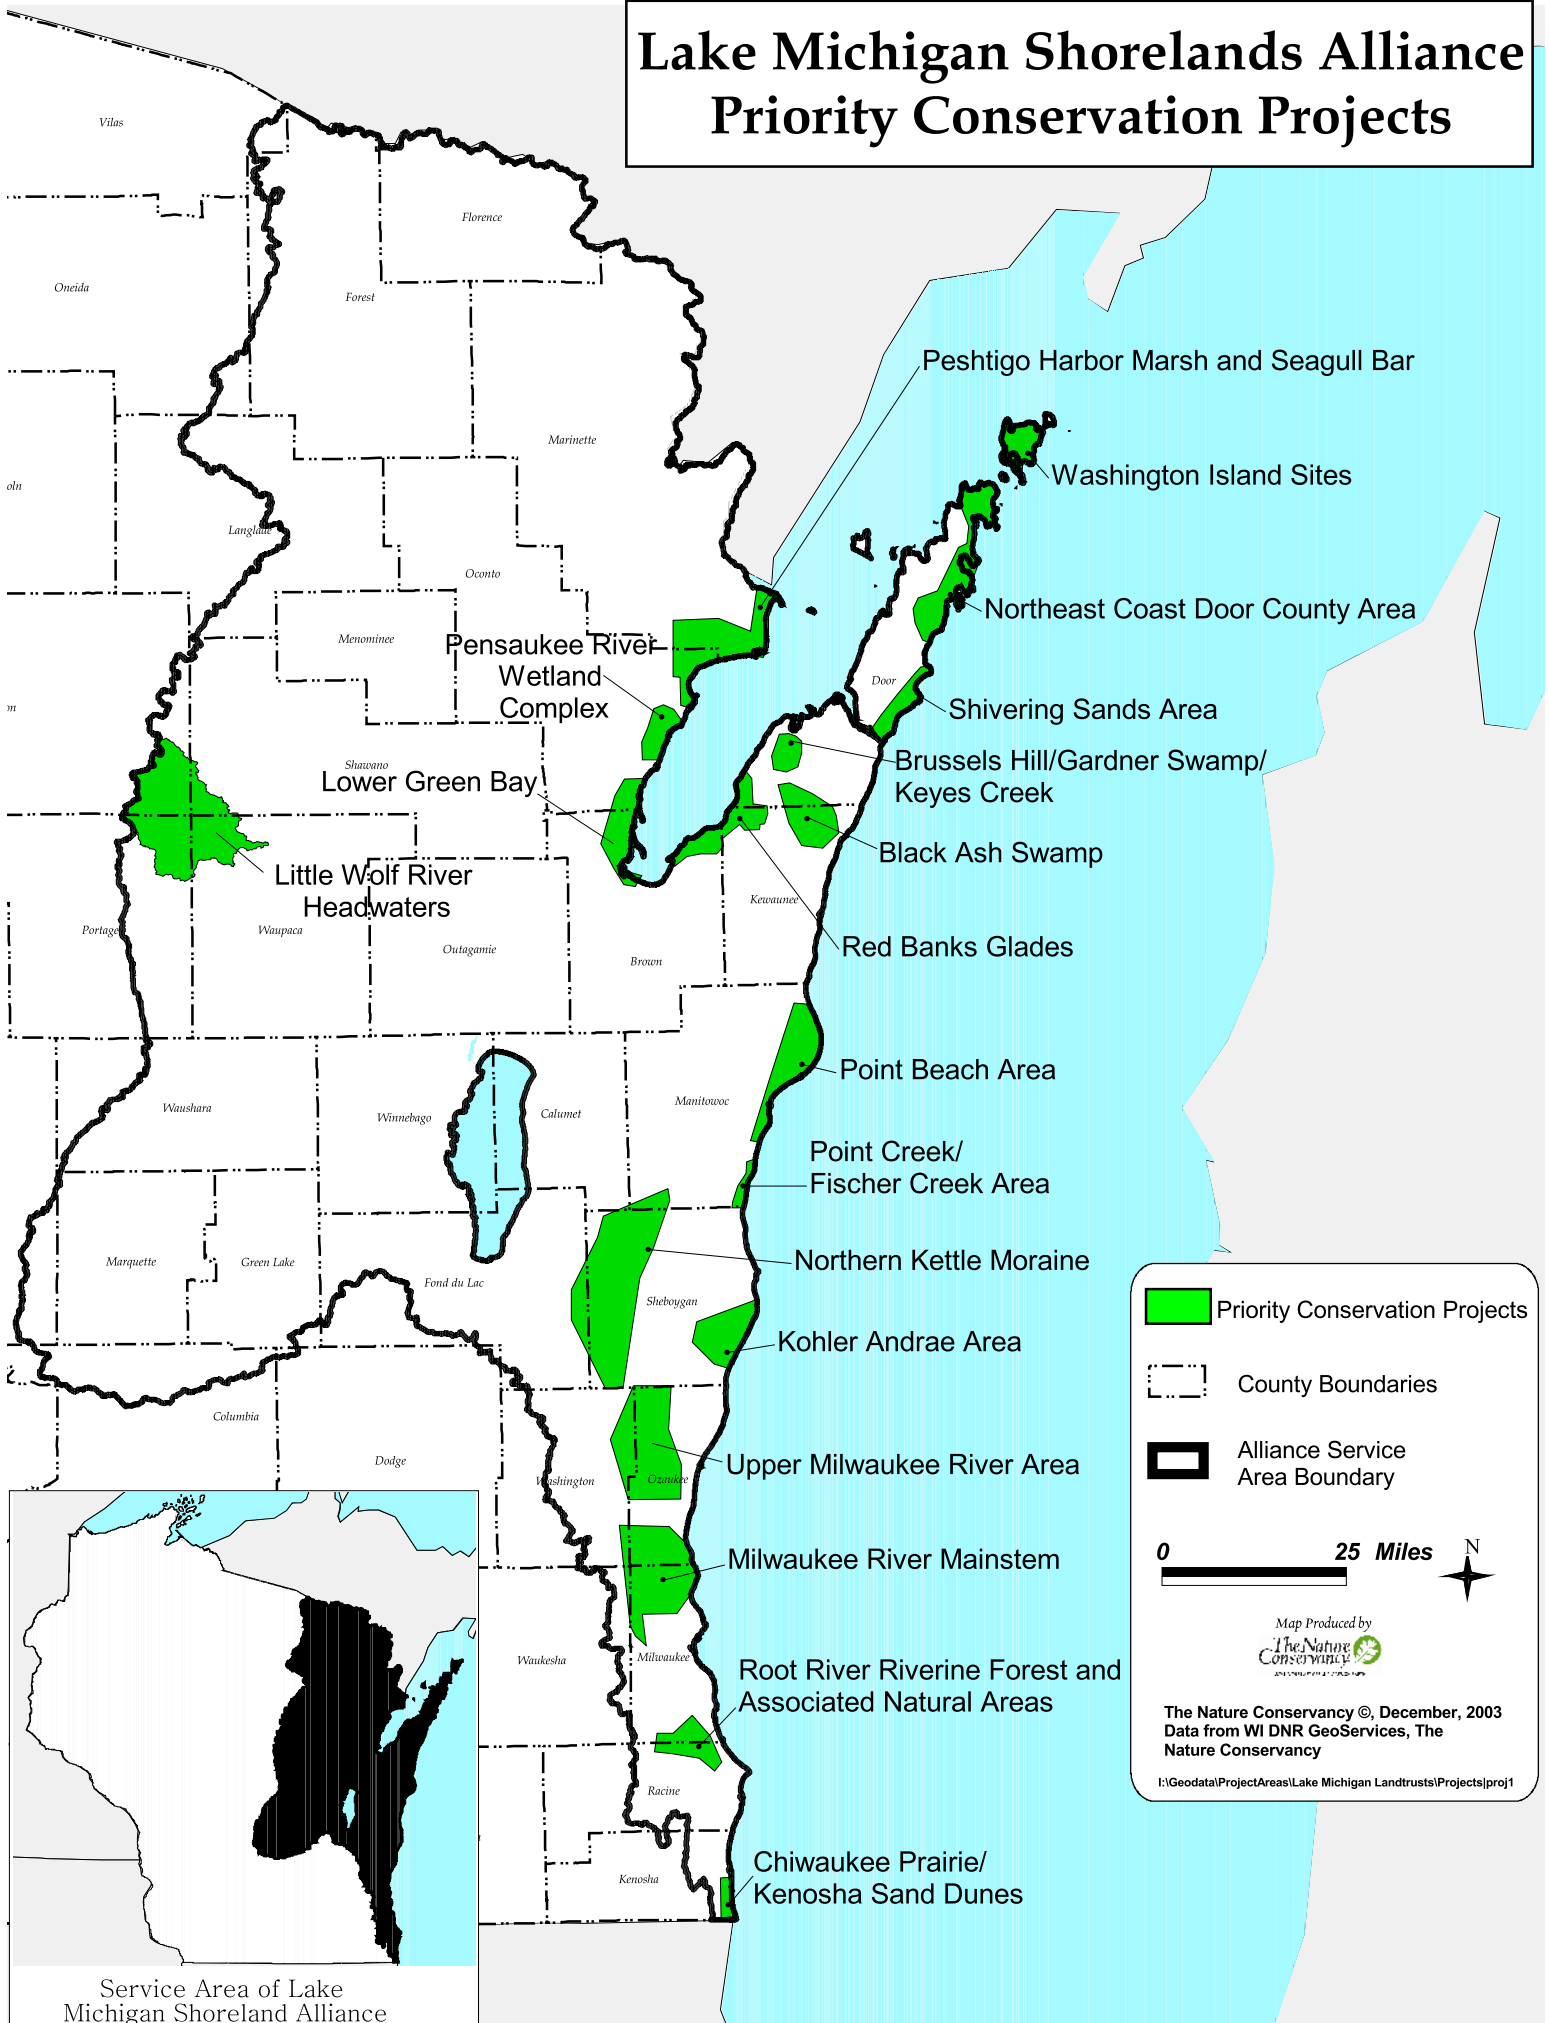 Lake Michigan Shorelands Alliance
Priority Conservation Projects
Vilas
Florence
Oneida
Forest
Peshtigo Harbor Marsh and Seagull Bar
Marinette
Washington Island Sites
oln
Langlade
Oconto
Northeast Coast Door County Area
Menominee
Pensaukee River
Wetland
Complex
Door
on
Shivering Sands Area
Shawano
Brussels Hill/Gardner Swamp/
Keyes Creek
Lower Green Bay
Black Ash Swamp
Little Wolf River
Headwaters
Kewaunee
Portage
Waupaca
Outagamie
Brown
Red Banks Glades
Point Beach Area
Waushara
Winnebago
Calumet
Manitowoc
Point Creek/
Fischer Creek Area
Marquette
Green Lake
Fond du Lac
Northern Kettle Moraine
Sheboygan
Kohler Andrae Area
Columbia
Dodge
Washington
Ozaukee
Upper Milwaukee River Area
Milwaukee River Mainstem
Waukesha
Milwaukee
Root River Riverine Forest and
Associated Natural Areas
Racine
Kenosha
Chiwaukee Prairie/
Kenosha Sand Dunes
Priority Conservation Projects
County Boundaries
Alliance Service
Area Boundary
0 25 Miles
N
Map Produced by
The Nature
Conservancy
The Nature Conservancy ©, December, 2003
Data from WI DNR GeoServices, The
Nature Conservancy
I:\Geodata\ProjectAreas\Lake Michigan Landtrusts\Projects|proj1
Service Area of Lake
Michigan Shoreland Alliance